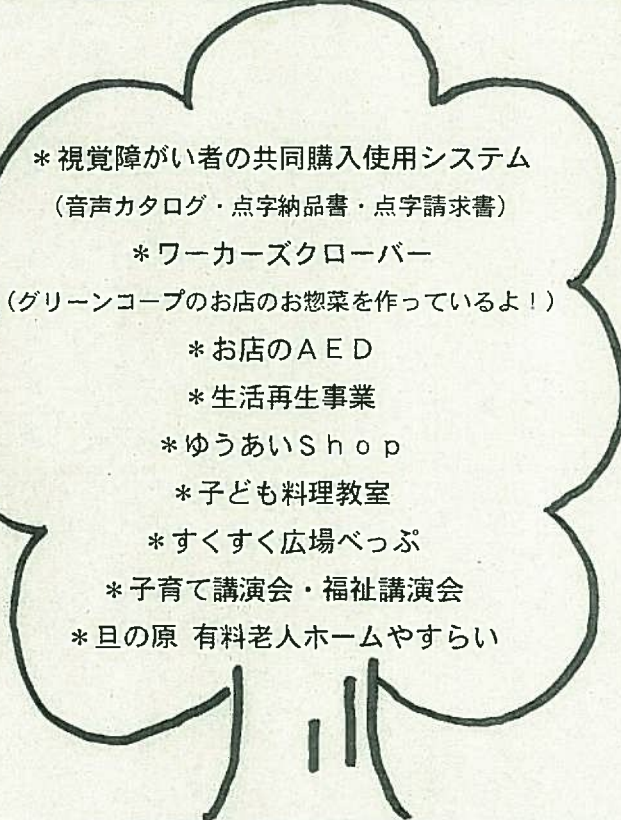 ＊視覚障がい者の共同購入使用システム
（音声カタログ・点字納品書・点字請求書）
＊ワーカーズクローバー
（グリーンコープのお店のお惣菜を作っているよ！）
＊お店のＡＥＤ
＊生活再生事業
＊ゆうあいＳｈｏｐ
＊子ども料理教室
＊すくすく広場べっぷ
＊子育て講演会・福祉講演会
＊旦の原 有料老人ホームやすらい